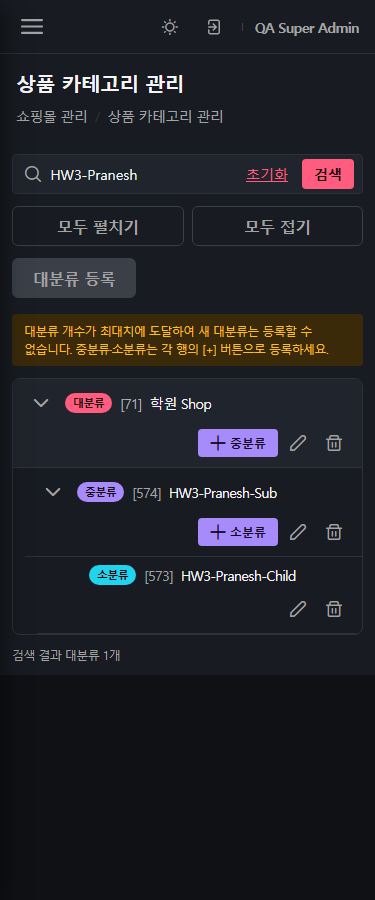 QA Super Admin
상품 카테고리 관리
쇼핑몰 관리 / 상품 카테고리 관리
HW3-Pranesh 초기화 검색
모두 펼치기 모두 접기
대분류 등록
대분류 개수가 최대치에 도달하여 새 대분류는 등록할 수
없습니다. 중분류·소분류는 각 행의 [+] 버튼으로 등록하세요.
대분류 [71] 학원 Shop
+ 중분류
중분류 [574] HW3-Pranesh-Sub
+ 소분류
소분류 [573] HW3-Pranesh-Child
검색 결과 대분류 1개